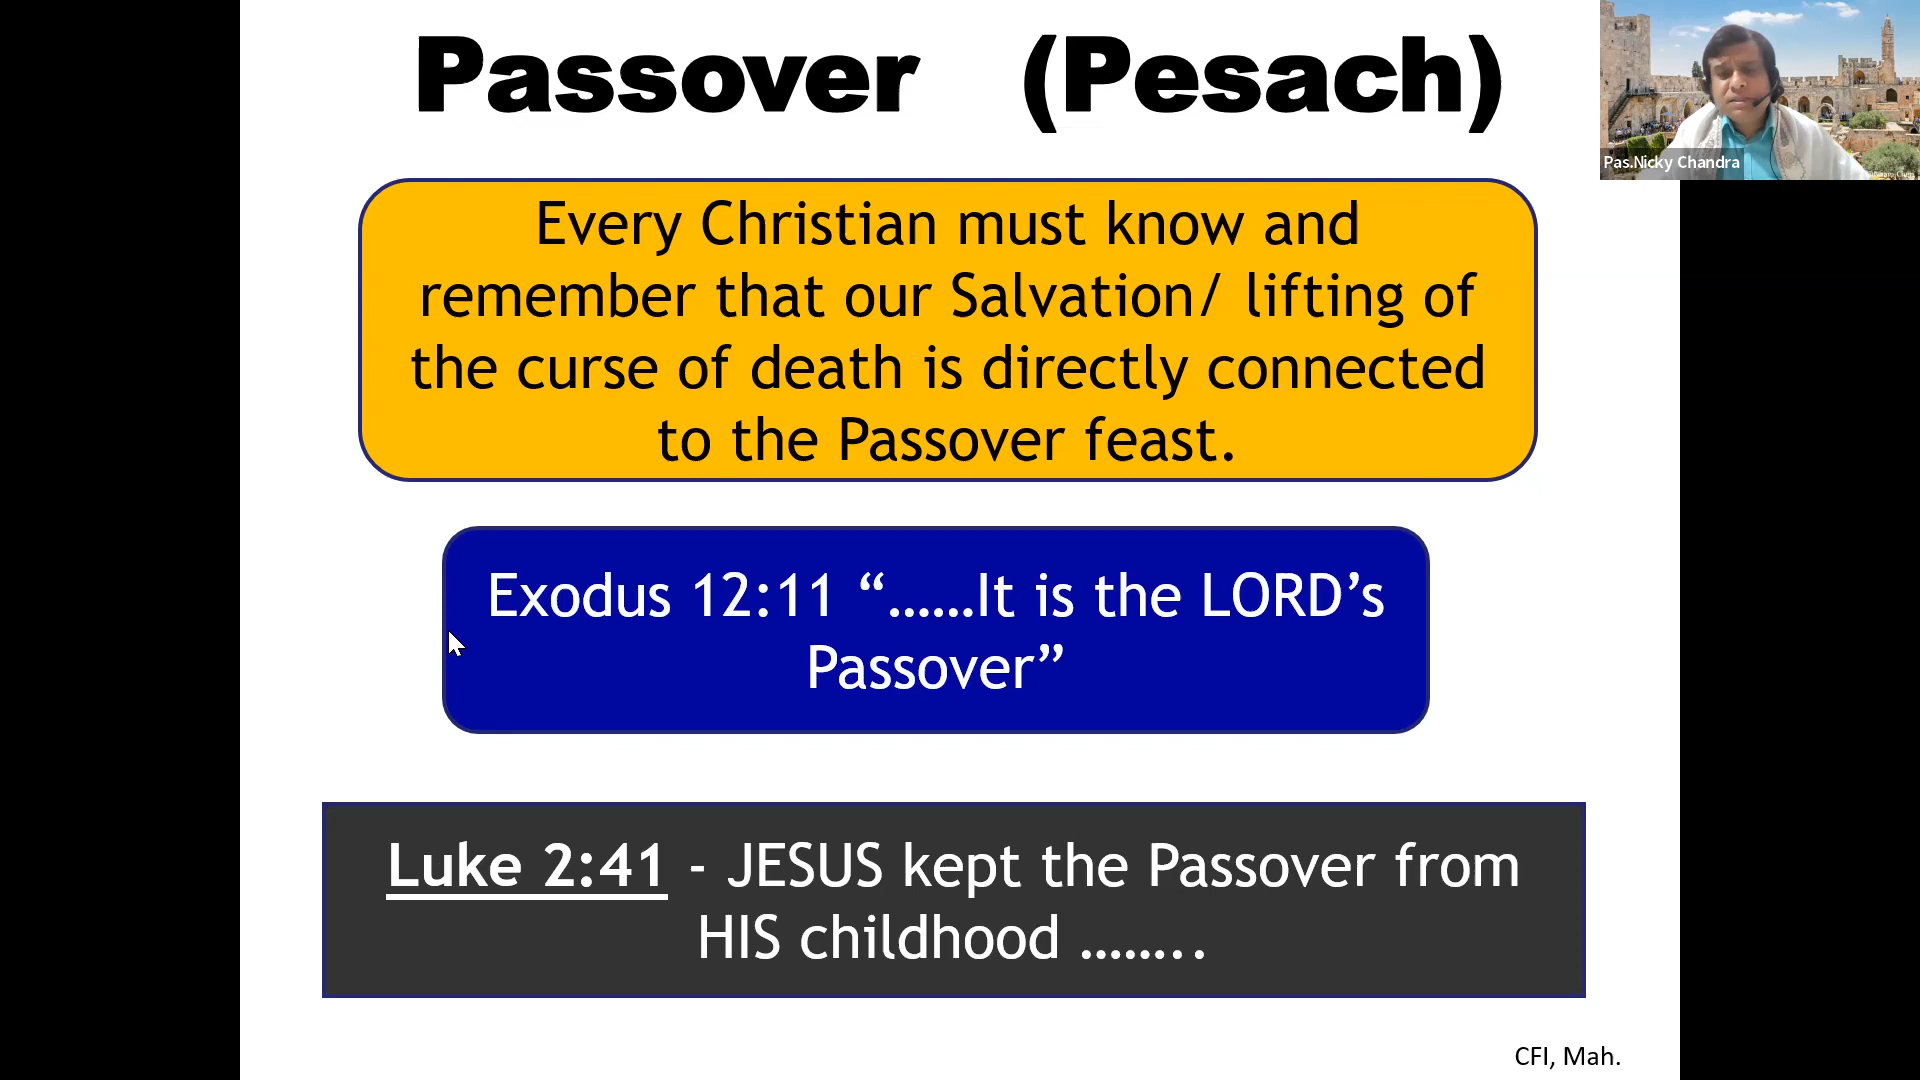 Passover (Pesach)
Pas.Nicky Chandra
Every Christian must know and
remember that our Salvation/ lifting of
the curse of death is directly connected
to the Passover feast.
Exodus 12:11 “......It is the LORD’s
Passover”
Luke 2:41 - JESUS kept the Passover from
HIS childhood ……..
CFI, Mah.